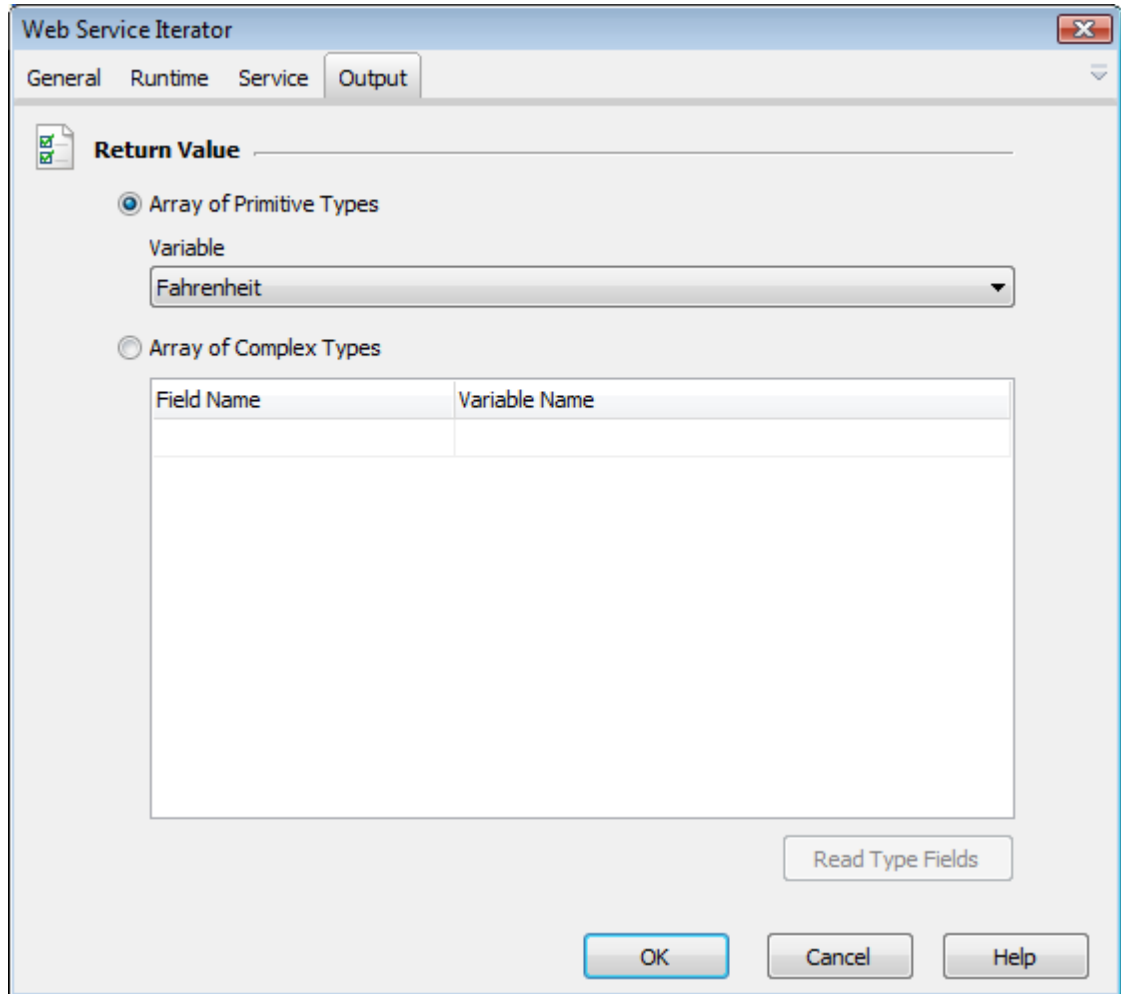 Web Service Iterator
General Runtime Service Output
Return Value
Array of Primitive Types
Variable
Fahrenheit
Array of Complex Types
Field Name Variable Name
Read Type Fields
OK Cancel Help